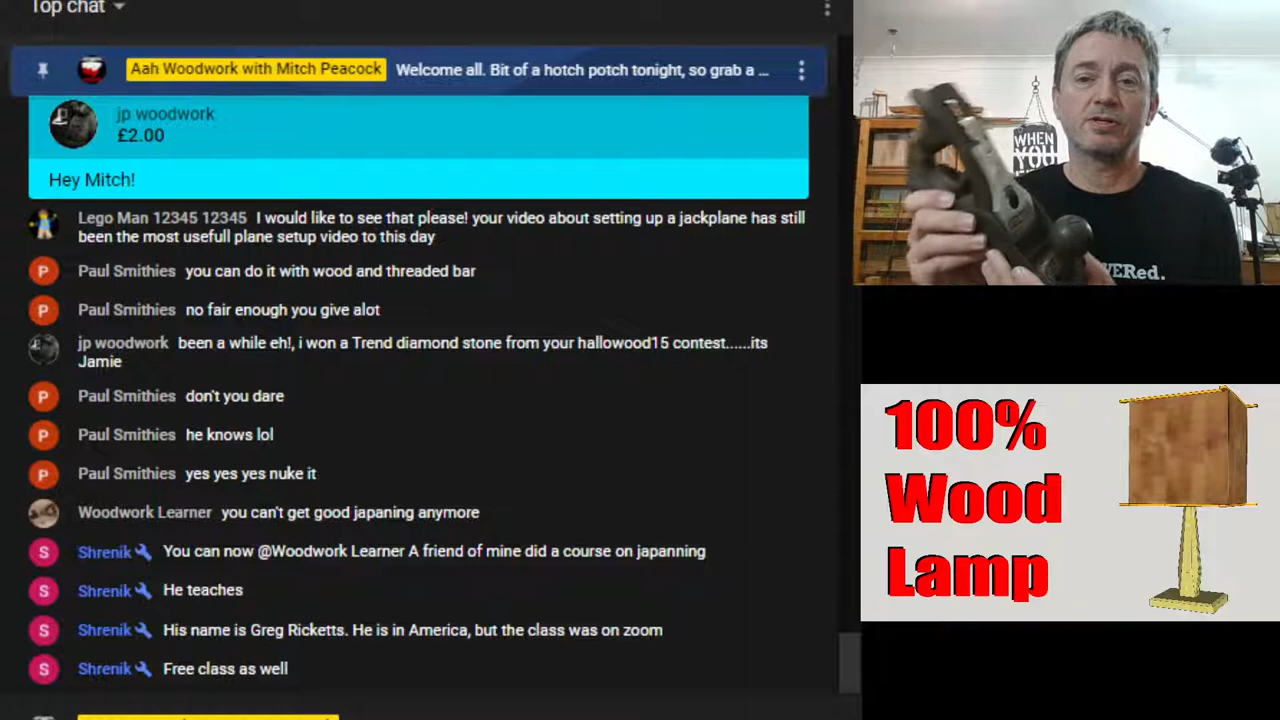 Top chat
Aah Woodwork with Mitch Peacock Welcome all. Bit of a hotch potch tonight, so grab a ...
jp woodwork
£2.00
Hey Mitch!
Lego Man 12345 12345 I would like to see that please! your video about setting up a jackplane has still
been the most usefull plane setup video to this day
P Paul Smithies you can do it with wood and threaded bar
P Paul Smithies no fair enough you give alot
jp woodwork been a while eh!, i won a Trend diamond stone from your hallowood15 contest......its
Jamie
P Paul Smithies don't you dare
P Paul Smithies he knows lol
P Paul Smithies yes yes yes nuke it
Woodwork Learner you can't get good japaning anymore
S Shrenik You can now @Woodwork Learner A friend of mine did a course on japanning
S Shrenik He teaches
S Shrenik His name is Greg Ricketts. He is in America, but the class was on zoom
S Shrenik Free class as well
WHEN
YOU
ERed.
100%
Wood
Lamp